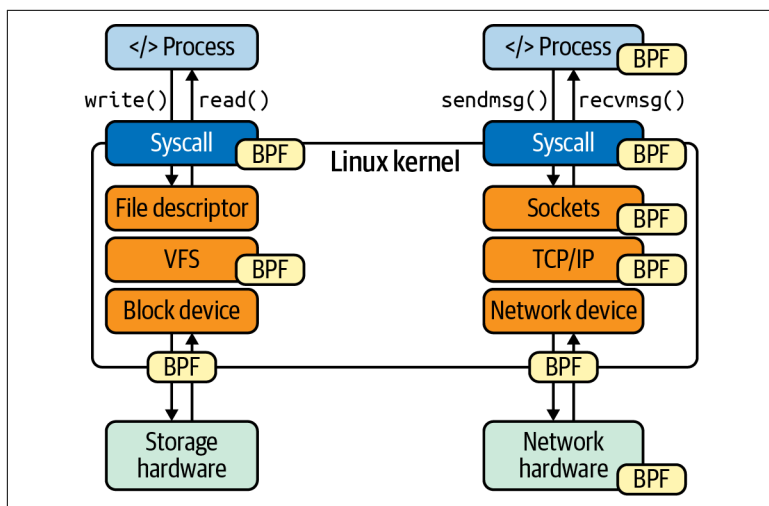 </> Process
</> Process
BPF
write()
read()
sendmsg()
recvmsg()
Syscall
BPF
Linux kernel
Syscall
BPF
File descriptor
Sockets
BPF
VFS
BPF
TCP/IP
BPF
Block device
Network device
BPF
BPF
Storage
hardware
Network
hardware
BPF